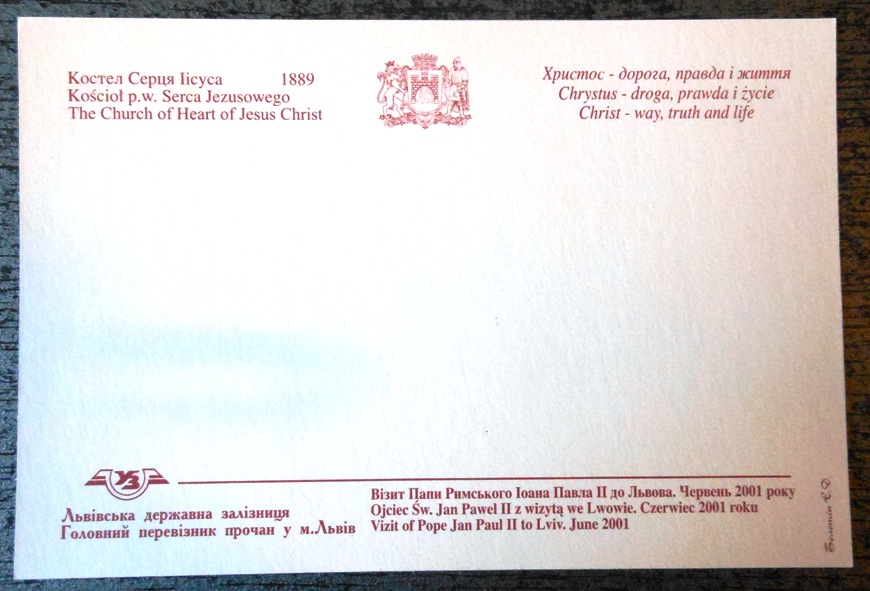 Костел Серця Іісуса 1889
Kościoł p.w. Serca Jezusowego
The Church of Heart of Jesus Christ
Христос - дорога, правда і життя
Chrystus - droga, prawda i życie
Christ - way, truth and life
УЗ
Львівська державна залізниця
Головний перевізник прочан у м.Львів
Візит Папи Римського Іоана Павла II до Львова. Червень 2001 року
Ojciec Św. Jan Paweł II z wizytą we Lwowie. Czerwiec 2001 roku
Vizit of Pope Jan Paul II to Lviv. June 2001